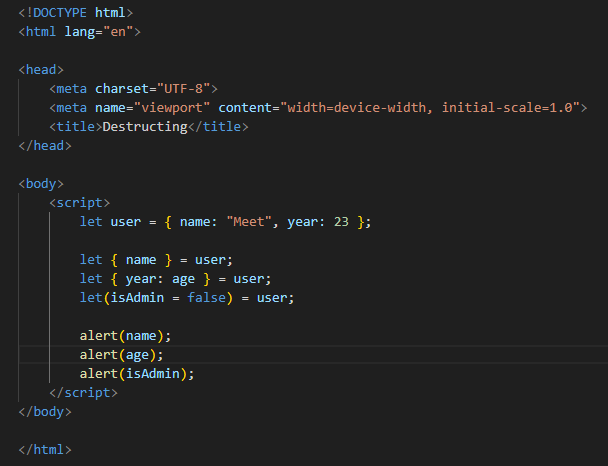 <!DOCTYPE html>
<html lang="en">
<head>
<meta charset="UTF-8">
<meta name="viewport" content="width=device-width, initial-scale=1.0">
<title>Destructing</title>
</head>
<body>
<script>
let user = { name: "Meet", year: 23 };
let { name } = user;
let { year: age } = user;
let(isAdmin = false) = user;
alert(name);
alert(age);
alert(isAdmin);
</script>
</body>
</html>